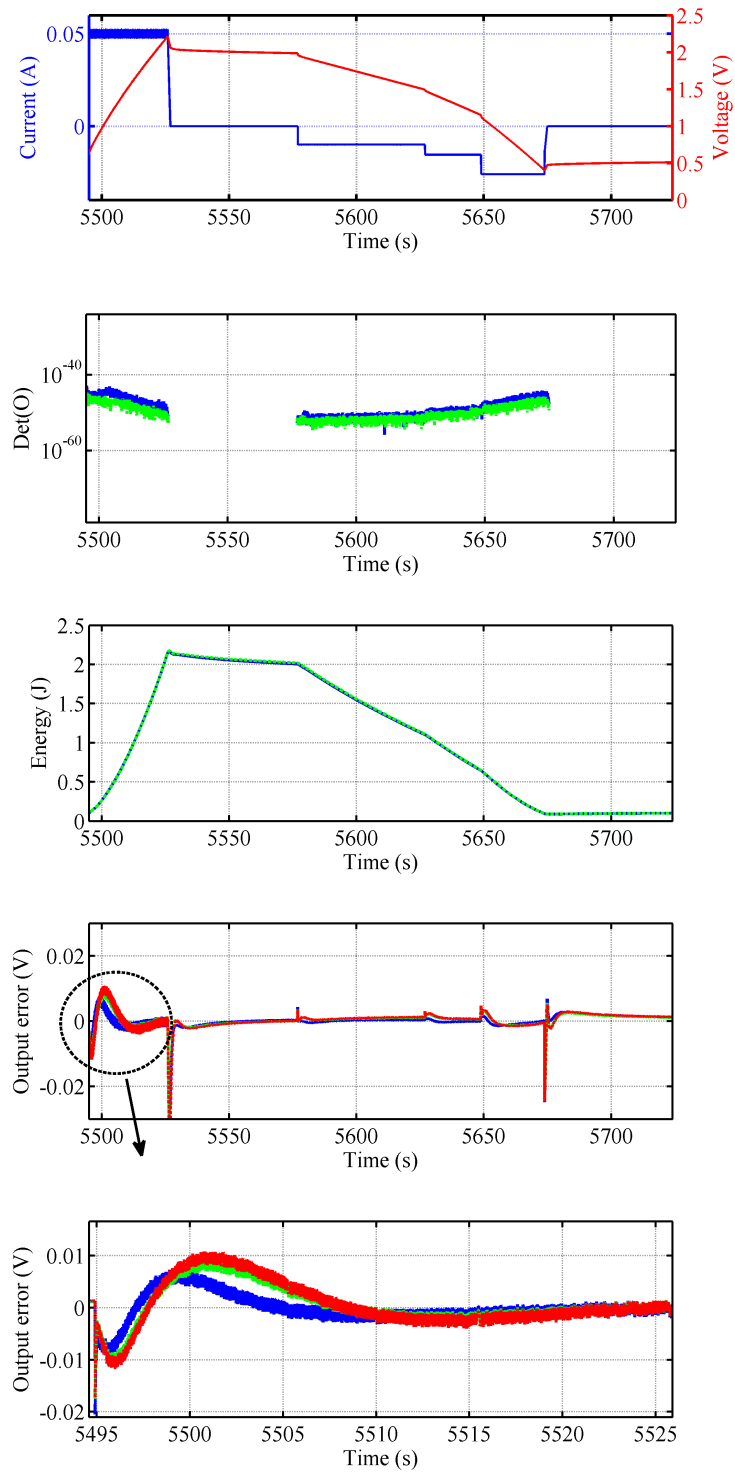 Current (A)
0.05
0
2.5
2
1.5
1
0.5
0
Voltage (V)
5500 5550 5600 5650 5700
Time (s)
Det(O)
10^-40
10^-60
5500 5550 5600 5650 5700
Time (s)
Energy (J)
2.5
2
1.5
1
0.5
0
5500 5550 5600 5650 5700
Time (s)
Output error (V)
0.02
0
-0.02
5500 5550 5600 5650 5700
Time (s)
Output error (V)
0.01
0
-0.01
-0.02
5495 5500 5505 5510 5515 5520 5525
Time (s)